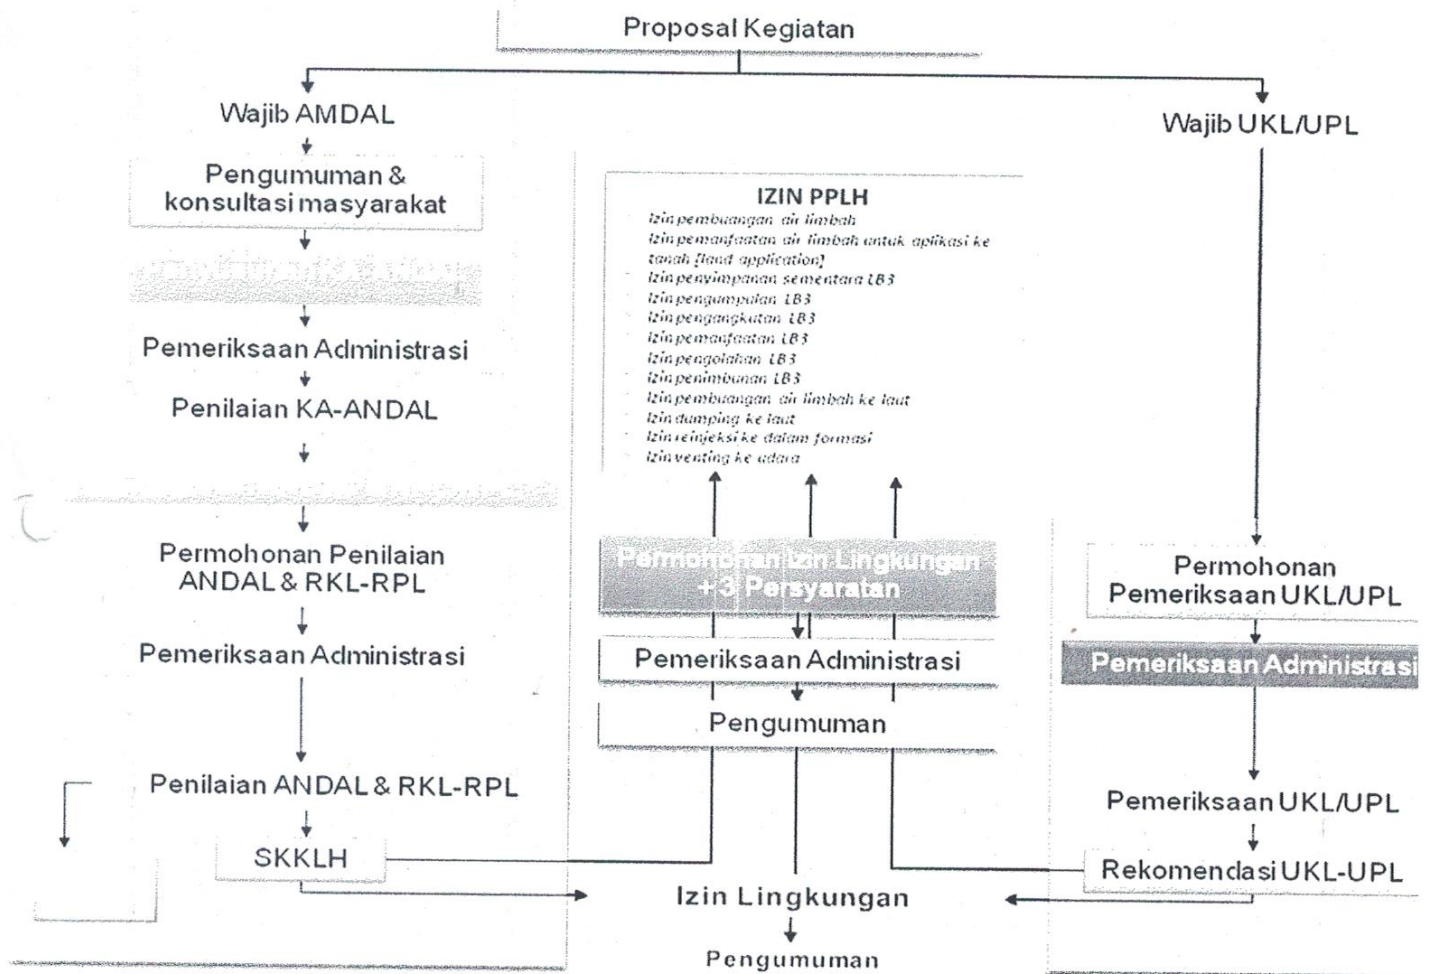 Proposal Kegiatan
Wajib AMDAL
Pengumuman &
konsultasi masyarakat
Pemeriksaan Administrasi
Penilaian KA-ANDAL
Permohonan Penilaian
ANDAL & RKL-RPL
Pemeriksaan Administrasi
Penilaian ANDAL & RKL-RPL
SKKLH
IZIN PPLH
Izin pembuangan air limbah
Izin pemanfaatan air limbah untuk aplikasi ke
tanah [land application]
Izin penyimpanan sementara LB3
Izin pengumpulan LB3
Izin pengangkutan LB3
Izin pemanfaatan LB3
Izin pengolahan LB3
Izin penimbunan LB3
Izin pembuangan air limbah ke laut
Izin dumping ke laut
Izin reinjeksi ke dalam formasi
Izin venting ke udara
Permohonan Izin Lingkungan
+ 3 Persyaratan
Pemeriksaan Administrasi
Pengumuman
Izin Lingkungan
Pengumuman
Wajib UKL/UPL
Permohonan
Pemeriksaan UKL/UPL
Pemeriksaan Administrasi
Pemeriksaan UKL/UPL
Rekomendasi UKL-UPL